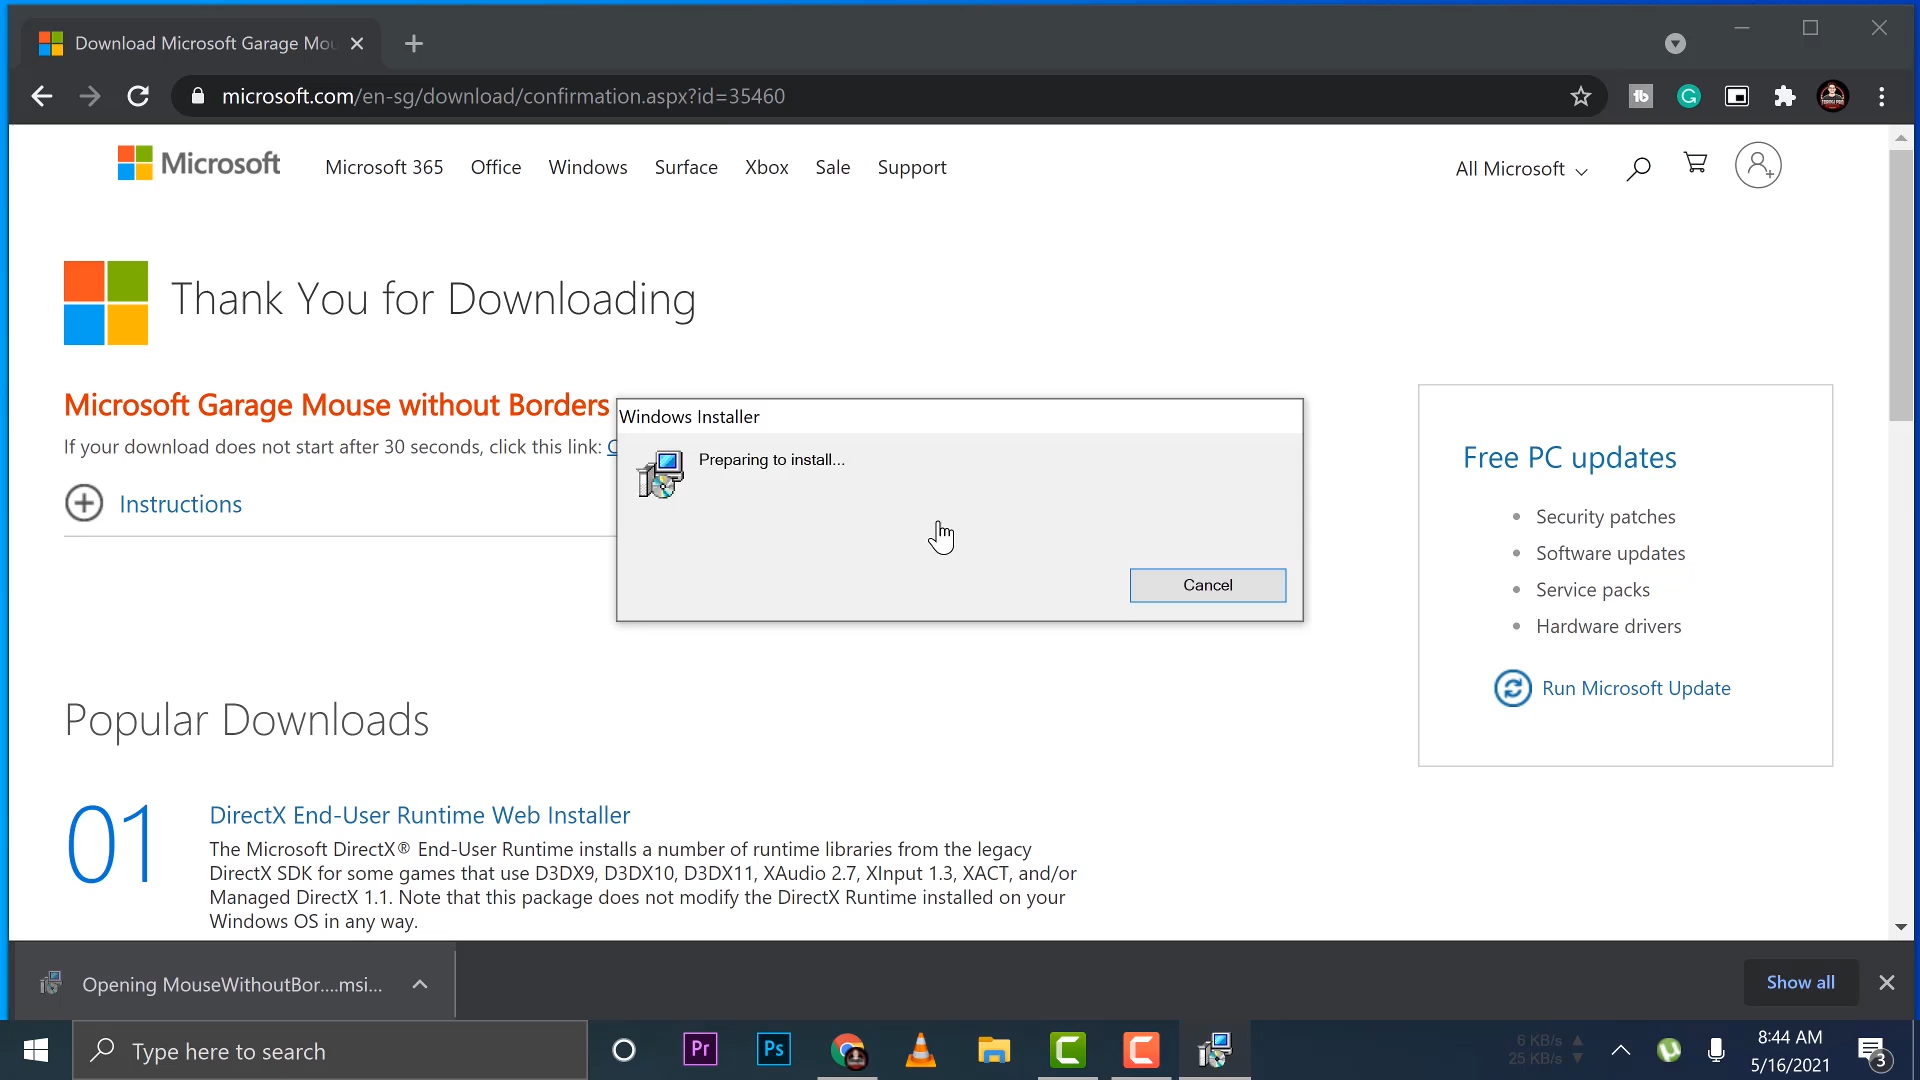 Download Microsoft Garage Mou
microsoft.com/en-sg/download/confirmation.aspx?id=35460
Microsoft
Microsoft 365
Office
Windows
Surface
Xbox
Sale
Support
All Microsoft
Thank You for Downloading
Microsoft Garage Mouse without Borders
If your download does not start after 30 seconds, click this link:
Instructions
Windows Installer
Preparing to install...
Cancel
Free PC updates
Security patches
Software updates
Service packs
Hardware drivers
Run Microsoft Update
Popular Downloads
01
DirectX End-User Runtime Web Installer
The Microsoft DirectX® End-User Runtime installs a number of runtime libraries from the legacy
DirectX SDK for some games that use D3DX9, D3DX10, D3DX11, XAudio 2.7, XInput 1.3, XACT, and/or
Managed DirectX 1.1. Note that this package does not modify the DirectX Runtime installed on your
Windows OS in any way.
Opening MouseWithoutBor....msi...
Show all
Type here to search
Pr
Ps
6 KB/s
25 KB/s
8:44 AM
5/16/2021
3